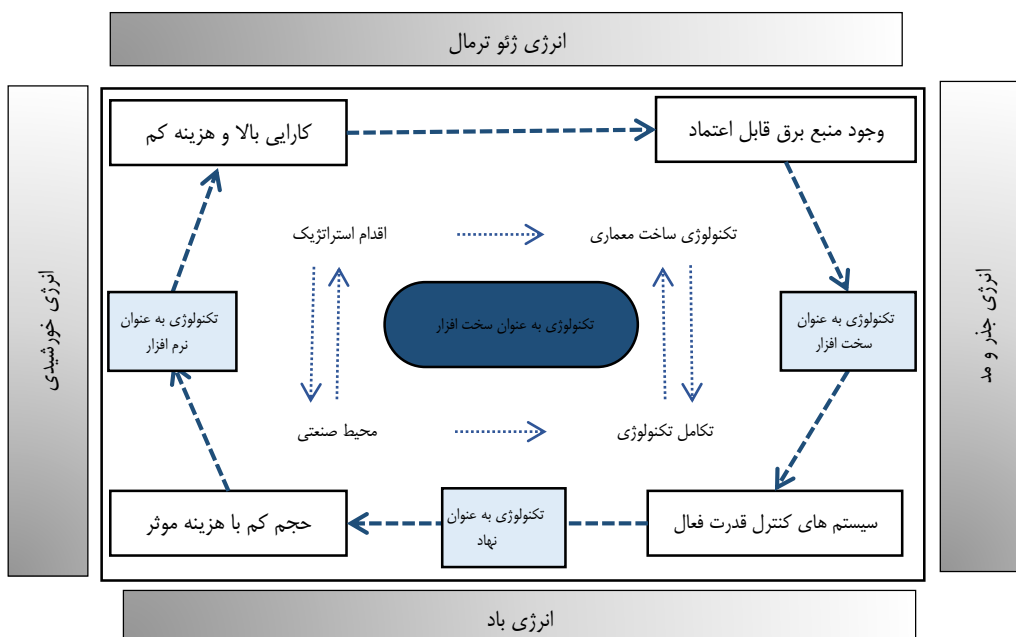 انرژی ژئو ترمال
وجود منبع برق قابل اعتماد
کارایی بالا و هزینه کم
تکنولوژی ساخت معماری
اقدام استراتژیک
انرژی جذر و مد
تکنولوژی به عنوان
سخت افزار
تکنولوژی به عنوان سخت افزار
تکنولوژی به عنوان
نرم افزار
انرژی خورشیدی
تکامل تکنولوژی
محیط صنعتی
سیستم های کنترل قدرت فعال
تکنولوژی به عنوان
نهاد
حجم کم با هزینه موثر
انرژی باد